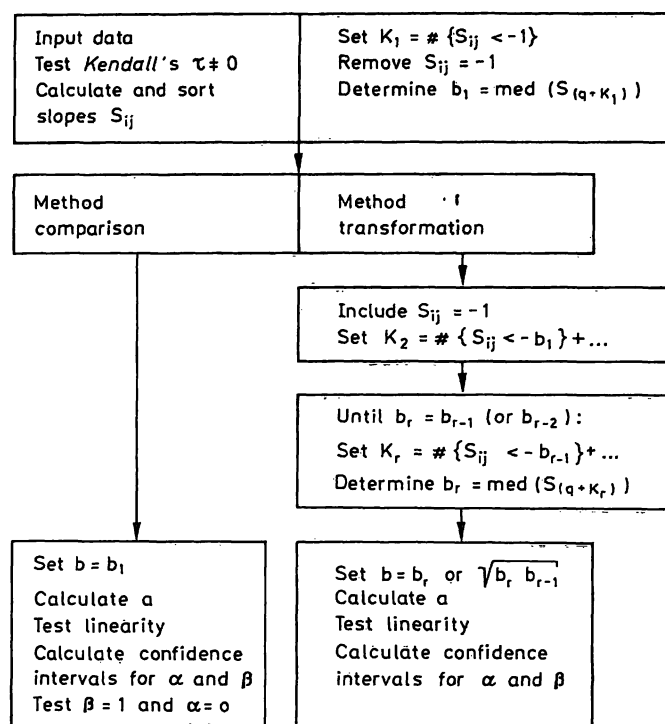 Input data
Test Kendall's τ ≠ 0
Calculate and sort
slopes S_ij
Set K_1 = # {S_ij < -1}
Remove S_ij = -1
Determine b_1 = med (S_(q+K_1))
Method
comparison
Method
transformation
Include S_ij = -1
Set K_2 = # {S_ij < -b_1} + ...
Until b_r = b_r-1 (or b_r-2) :
Set K_r = # {S_ij < -b_r-1} + ...
Determine b_r = med (S_(q+K_r))
Set b = b_1
Calculate a
Test linearity
Calculate confidence
intervals for α and β
Test β = 1 and α = o
Set b = b_r or √b_r b_r-1
Calculate a
Test linearity
Calculate confidence
intervals for α and β